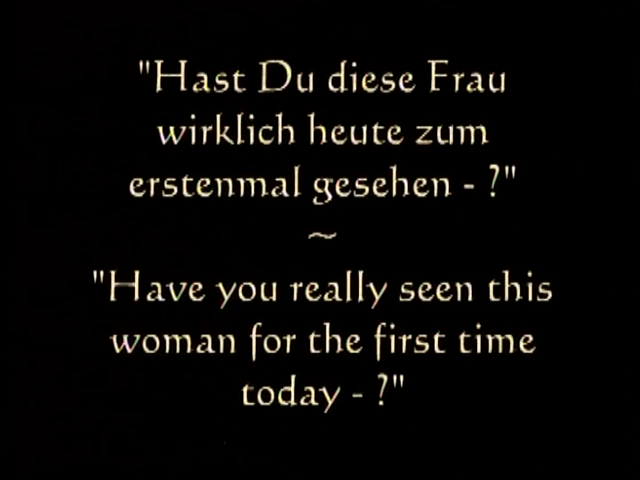 "Hast Du diese Frau
wirklich heute zum
erstenmal gesehen - ?"
~
"Have you really seen this
woman for the first time
today - ?"